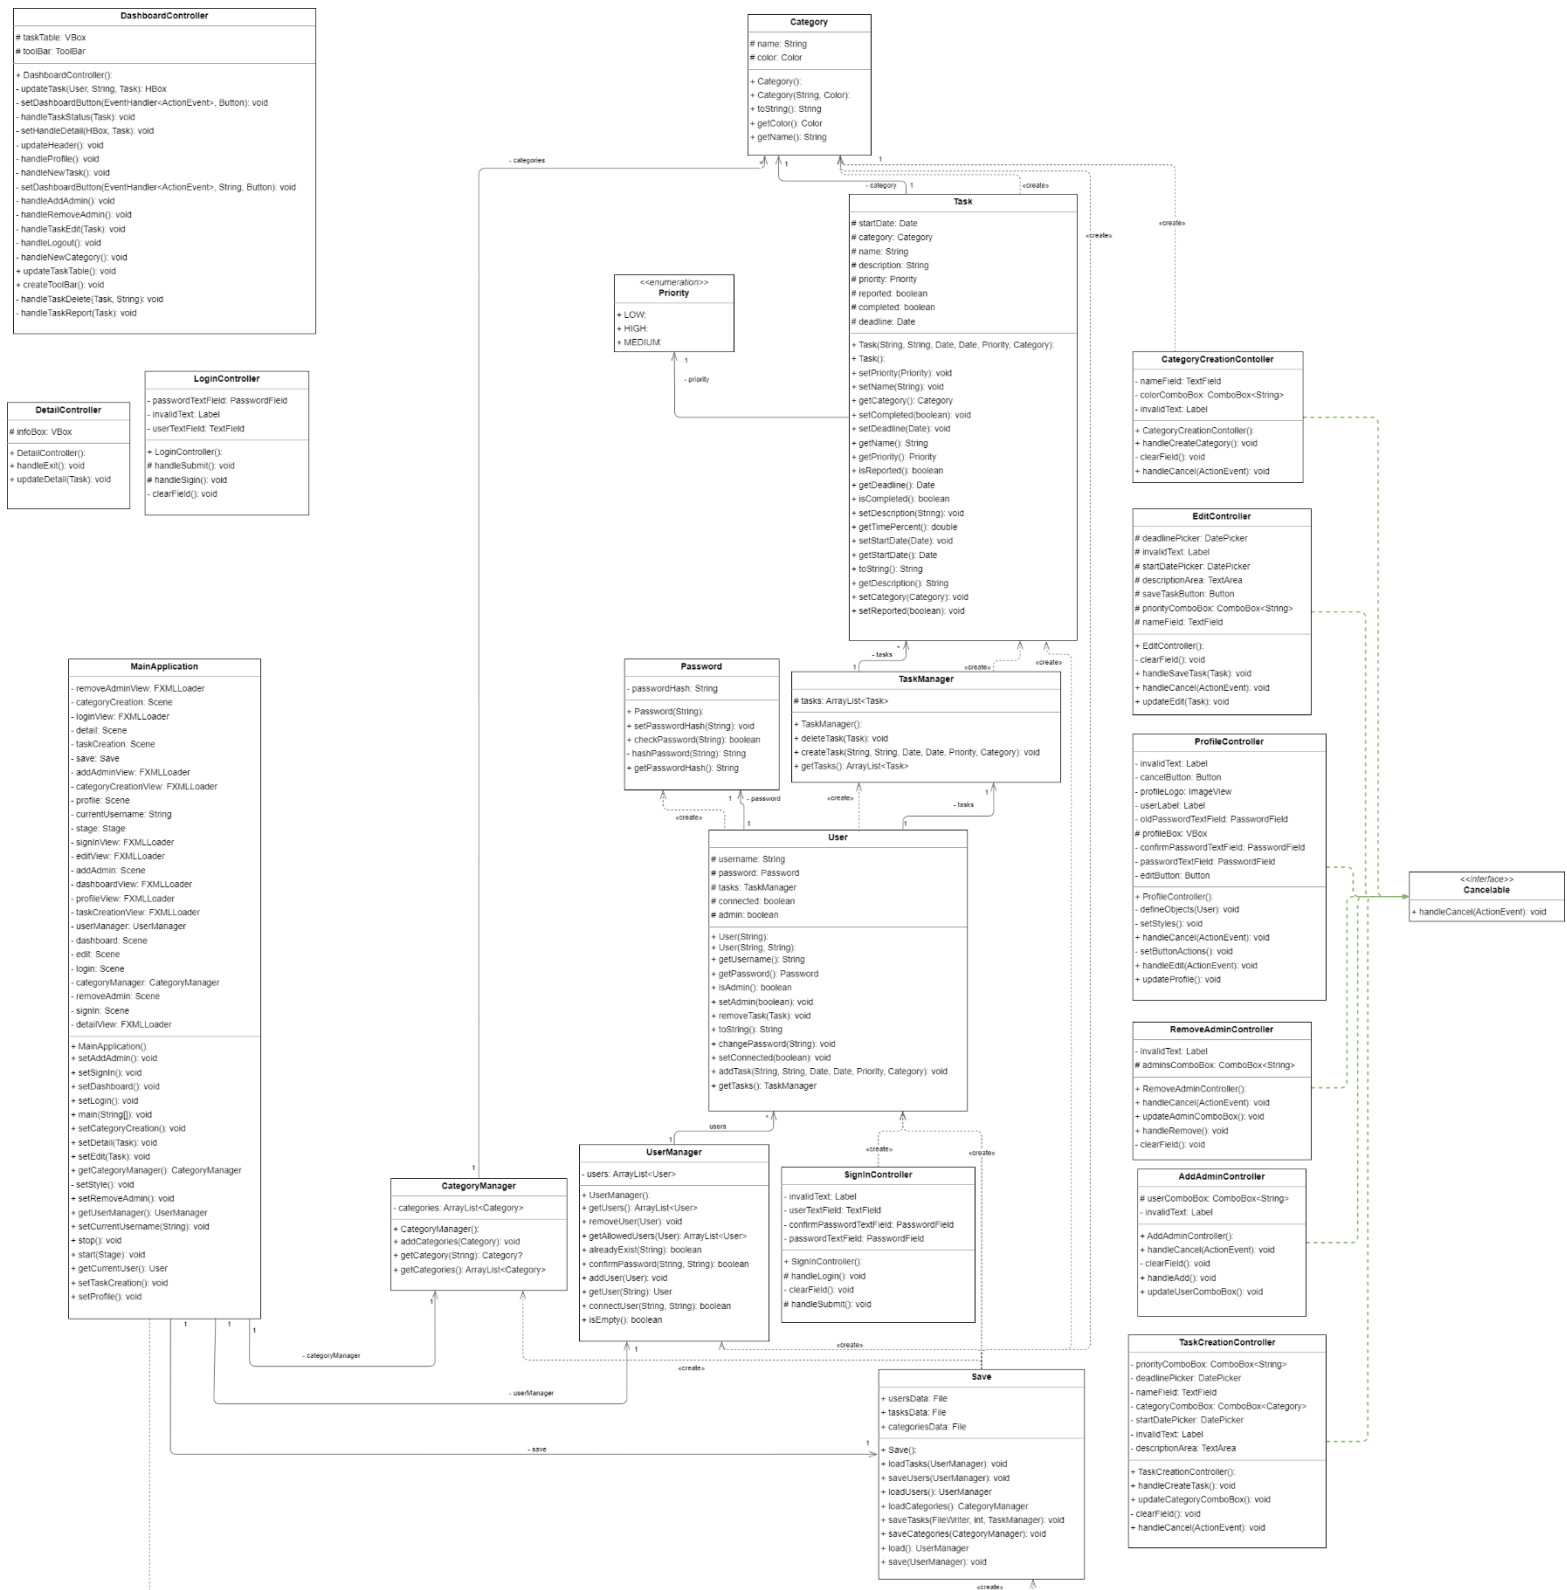 DashboardController
# taskTable: VBox
# toolBar: ToolBar
+ DashboardController():
- updateTask(User, String, Task): HBox
- setDashboardButton(EventHandler<ActionEvent>, Button): void
- handleTaskStatus(Task): void
- setHandleDetail(HBox, Task): void
- updateHeader(): void
- handleProfile(): void
- handleNewTask(): void
- setDashboardButton(EventHandler<ActionEvent>, String, Button): void
- handleAddAdmin(): void
- handleRemoveAdmin(): void
- handleTaskEdit(Task): void
- handleLogout(): void
- handleNewCategory(): void
+ updateTaskTable(): void
+ createToolBar(): void
- handleTaskDelete(Task, String): void
- handleTaskReport(Task): void
Category
# name: String
# color: Color
+ Category():
+ Category(String, Color):
+ toString(): String
+ getColor(): Color
+ getName(): String
- categories
*
1
1
- category
1
«create»
«create»
«create»
Task
# startDate: Date
# category: Category
# name: String
# description: String
# priority: Priority
# reported: boolean
# completed: boolean
# deadline: Date
+ Task(String, String, Date, Date, Priority, Category):
+ Task():
+ setPriority(Priority): void
+ setName(String): void
+ getCategory(): Category
+ setCompleted(boolean): void
+ setDeadline(Date): void
+ getName(): String
+ getPriority(): Priority
+ isReported(): boolean
+ getDeadline(): Date
+ isCompleted(): boolean
+ setDescription(String): void
+ getTimePercent(): double
+ setStartDate(Date): void
+ getStartDate(): Date
+ toString(): String
+ getDescription(): String
+ setCategory(Category): void
+ setReported(boolean): void
<<enumeration>>
Priority
+ LOW:
+ HIGH:
+ MEDIUM:
1
- priority
LoginController
- passwordTextField: PasswordField
- invalidText: Label
- userTextField: TextField
+ LoginController():
# handleSubmit(): void
# handleSigin(): void
- clearField(): void
DetailController
# infoBox: VBox
+ DetailController():
+ handleExit(): void
+ updateDetail(Task): void
CategoryCreationContoller
- nameField: TextField
- colorComboBox: ComboBox<String>
- invalidText: Label
+ CategoryCreationContoller():
+ handleCreateCategory(): void
- clearField(): void
+ handleCancel(ActionEvent): void
EditController
# deadlinePicker: DatePicker
# invalidText: Label
# startDatePicker: DatePicker
# descriptionArea: TextArea
# saveTaskButton: Button
# priorityComboBox: ComboBox<String>
# nameField: TextField
+ EditController():
- clearField(): void
+ handleSaveTask(Task): void
+ handleCancel(ActionEvent): void
+ updateEdit(Task): void
MainApplication
- removeAdminView: FXMLLoader
- categoryCreation: Scene
- loginView: FXMLLoader
- detail: Scene
- taskCreation: Scene
- save: Save
- addAdminView: FXMLLoader
- categoryCreationView: FXMLLoader
- profile: Scene
- currentUsername: String
- stage: Stage
- signInView: FXMLLoader
- editView: FXMLLoader
- addAdmin: Scene
- dashboardView: FXMLLoader
- profileView: FXMLLoader
- taskCreationView: FXMLLoader
- userManager: UserManager
- dashboard: Scene
- edit: Scene
- login: Scene
- categoryManager: CategoryManager
- removeAdmin: Scene
- signIn: Scene
- detailView: FXMLLoader
+ MainApplication():
+ setAddAdmin(): void
+ setSignIn(): void
+ setDashboard(): void
+ setLogin(): void
+ main(String[]): void
+ setCategoryCreation(): void
+ setDetail(Task): void
+ setEdit(Task): void
+ getCategoryManager(): CategoryManager
- setStyle(): void
+ setRemoveAdmin(): void
+ getUserManager(): UserManager
+ setCurrentUsername(String): void
+ stop(): void
+ start(Stage): void
+ getCurrentUser(): User
+ setTaskCreation(): void
+ setProfile(): void
Password
- passwordHash: String
+ Password(String):
+ setPasswordHash(String): void
+ checkPassword(String): boolean
- hashPassword(String): String
+ getPasswordHash(): String
*
- tasks
1
«create»
«create»
TaskManager
# tasks: ArrayList<Task>
+ TaskManager():
+ deleteTask(Task): void
+ createTask(String, String, Date, Date, Priority, Category): void
+ getTasks(): ArrayList<Task>
1
- password
«create»
1
«create»
1
- tasks
1
User
# username: String
# password: Password
# tasks: TaskManager
# connected: boolean
# admin: boolean
+ User(String):
+ User(String, String):
+ getUsername(): String
+ getPassword(): Password
+ isAdmin(): boolean
+ setAdmin(boolean): void
+ removeTask(Task): void
+ toString(): String
+ changePassword(String): void
+ setConnected(boolean): void
+ addTask(String, String, Date, Date, Priority, Category): void
+ getTasks(): TaskManager
ProfileController
- invalidText: Label
- cancelButton: Button
- profileLogo: ImageView
- userLabel: Label
- oldPasswordTextField: PasswordField
# profileBox: VBox
- confirmPasswordTextField: PasswordField
- passwordTextField: PasswordField
- editButton: Button
+ ProfileController():
- defineObjects(User): void
- setStyles(): void
+ handleCancel(ActionEvent): void
- setButtonActions(): void
+ handleEdit(ActionEvent): void
+ updateProfile(): void
<<interface>>
Cancelable
+ handleCancel(ActionEvent): void
RemoveAdminController
- invalidText: Label
# adminsComboBox: ComboBox<String>
+ RemoveAdminController():
+ handleCancel(ActionEvent): void
+ updateAdminComboBox(): void
+ handleRemove(): void
- clearField(): void
*
users
1
«create»
«create»
UserManager
- users: ArrayList<User>
+ UserManager():
+ getUsers(): ArrayList<User>
+ removeUser(User): void
+ getAllowedUsers(User): ArrayList<User>
+ alreadyExist(String): boolean
+ confirmPassword(String, String): boolean
+ addUser(User): void
+ getUser(String): User
+ connectUser(String, String): boolean
+ isEmpty(): boolean
SignInController
- invalidText: Label
- userTextField: TextField
- confirmPasswordTextField: PasswordField
- passwordTextField: PasswordField
+ SignInController():
# handleLogin(): void
- clearField(): void
# handleSubmit(): void
1
CategoryManager
- categories: ArrayList<Category>
+ CategoryManager():
+ addCategories(Category): void
+ getCategory(String): Category?
+ getCategories(): ArrayList<Category>
AddAdminController
# userComboBox: ComboBox<String>
- invalidText: Label
+ AddAdminController():
+ handleCancel(ActionEvent): void
- clearField(): void
+ handleAdd(): void
+ updateUserComboBox(): void
1
1
1
1
- categoryManager
1
- userManager
«create»
«create»
- save
1
Save
+ usersData: File
+ tasksData: File
+ categoriesData: File
+ Save():
+ loadTasks(UserManager): void
+ saveUsers(UserManager): void
+ loadUsers(): UserManager
+ loadCategories(): CategoryManager
+ saveTasks(FileWriter, int, TaskManager): void
+ saveCategories(CategoryManager): void
+ load(): UserManager
+ save(UserManager): void
«create»
TaskCreationController
- priorityComboBox: ComboBox<String>
- deadlinePicker: DatePicker
- nameField: TextField
- categoryComboBox: ComboBox<Category>
- startDatePicker: DatePicker
- invalidText: Label
- descriptionArea: TextArea
+ TaskCreationController():
+ handleCreateTask(): void
+ updateCategoryComboBox(): void
- clearField(): void
+ handleCancel(ActionEvent): void